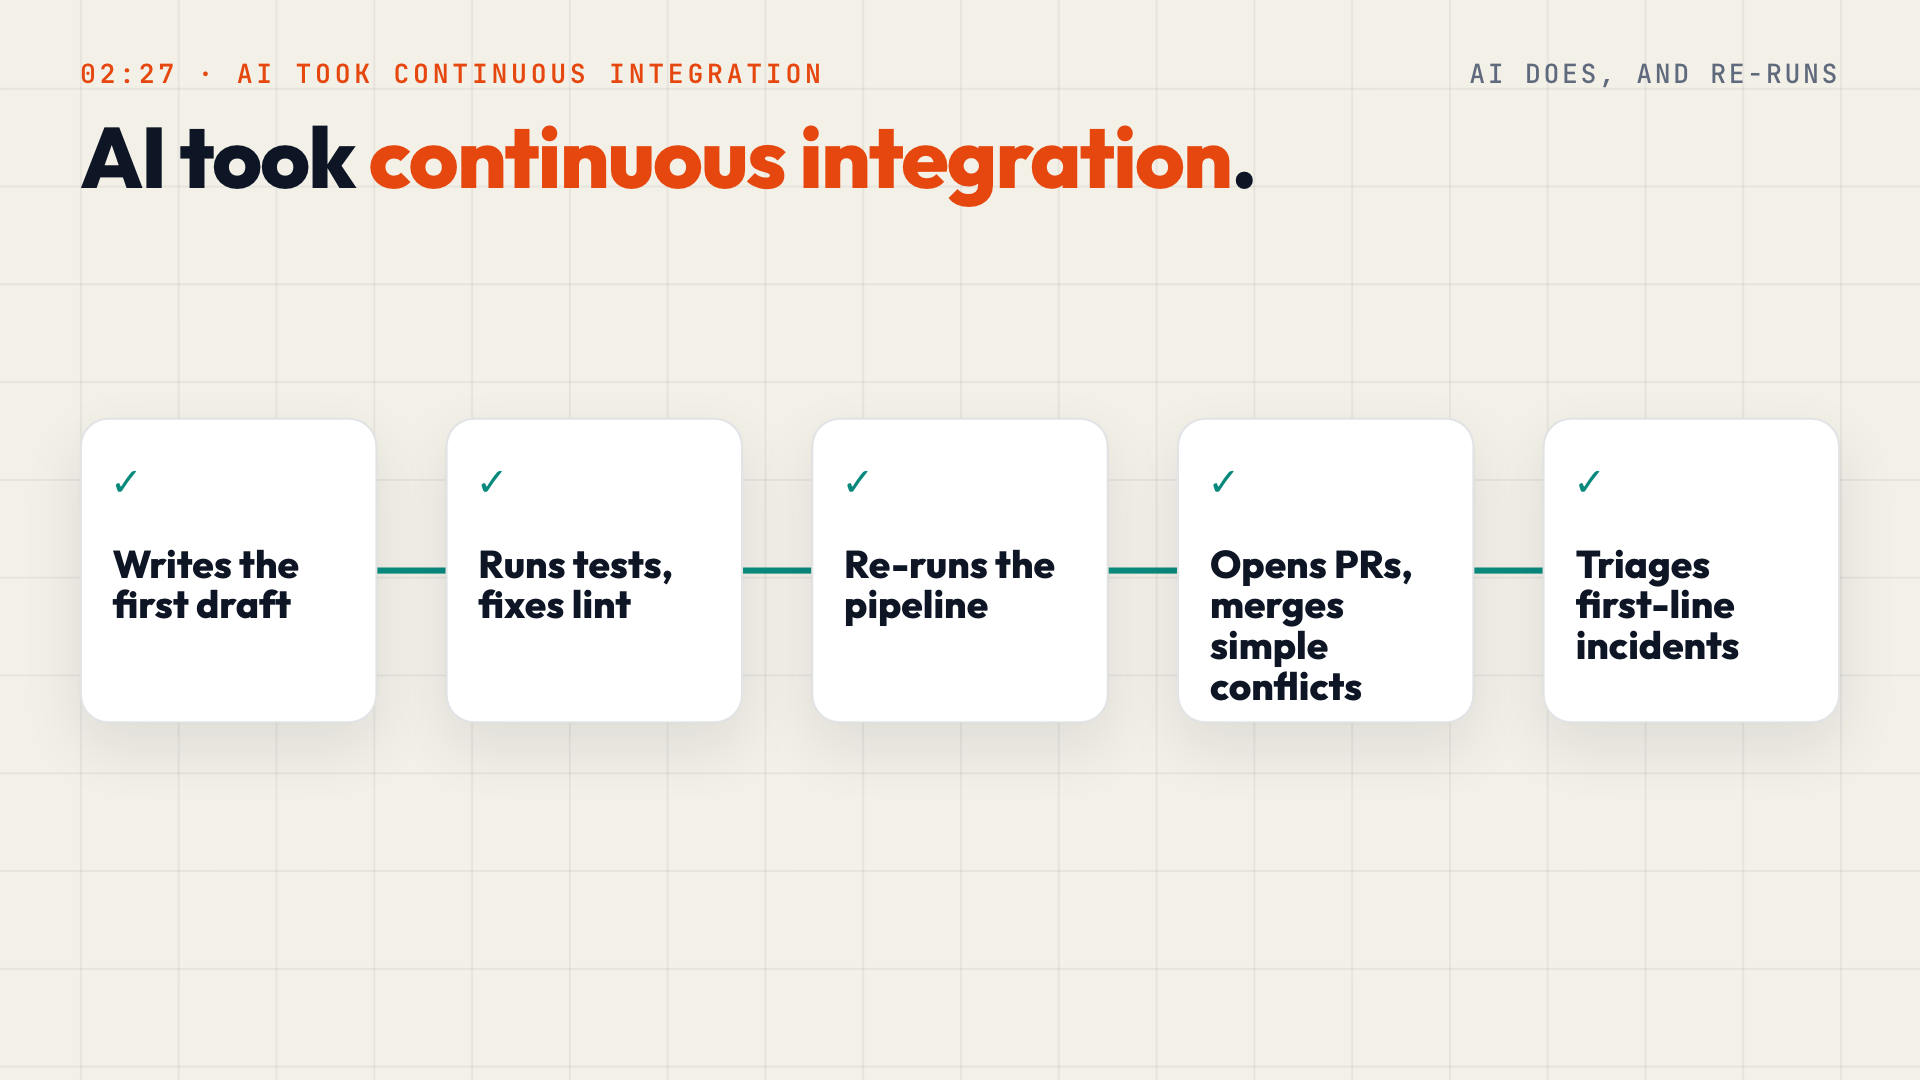 02:27 · AI TOOK CONTINUOUS INTEGRATION
AI DOES, AND RE-RUNS
AI took continuous integration.
✓
Writes the
first draft
✓
Runs tests,
fixes lint
✓
Re-runs the
pipeline
✓
Opens PRs,
merges
simple
conflicts
✓
Triages
first-line
incidents